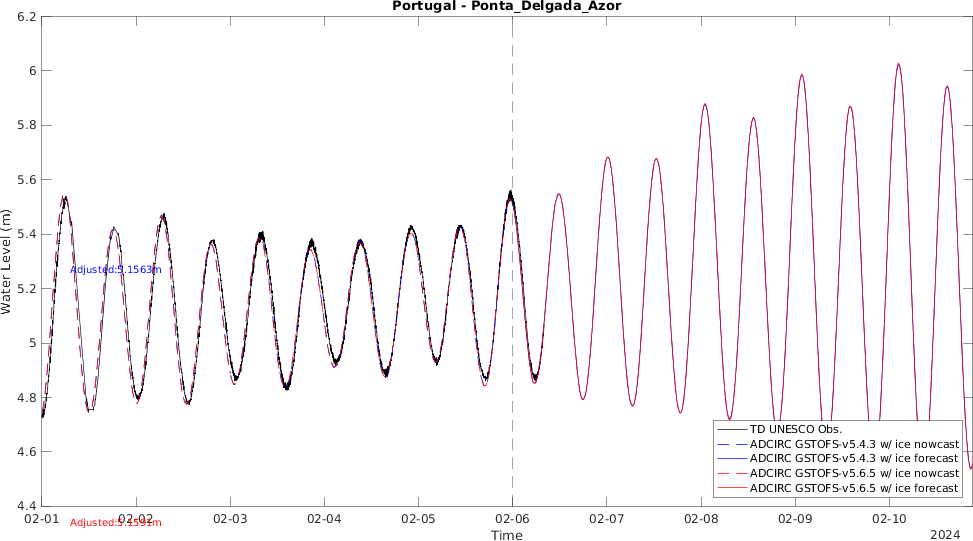 Portugal - Ponta_Delgada_Azor
6.2
6
5.8
5.6
5.4
5.2
5
4.8
4.6
4.4
Water Level (m)
Adjusted:5.1563m
TD UNESCO Obs.
ADCIRC GSTOFS-v5.4.3 w/ ice nowcast
ADCIRC GSTOFS-v5.4.3 w/ ice forecast
ADCIRC GSTOFS-v5.6.5 w/ ice nowcast
ADCIRC GSTOFS-v5.6.5 w/ ice forecast
02-01 02-02 02-03 02-04 02-05 02-06 02-07 02-08 02-09 02-10
Adjusted:5.1591m
Time
2024